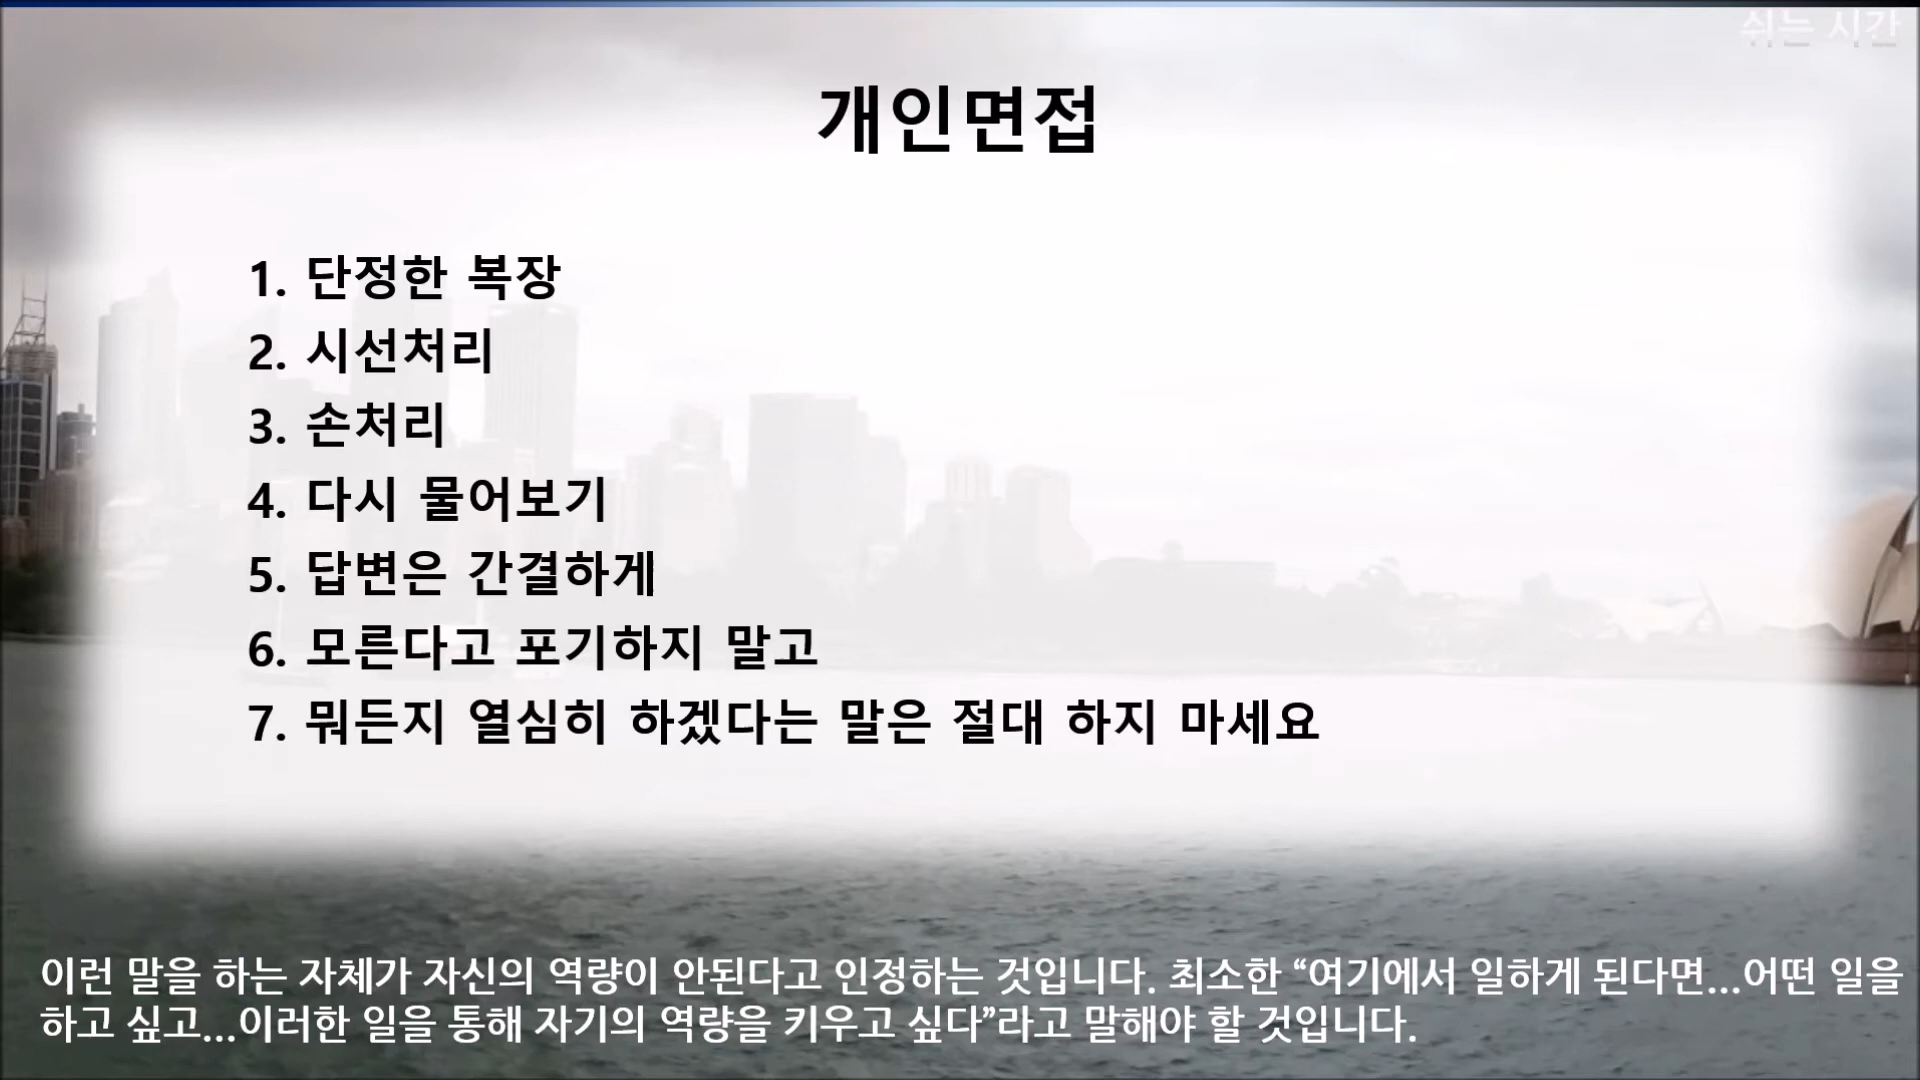 쉬는 시간
개인면접
1. 단정한 복장
2. 시선처리
3. 손처리
4. 다시 물어보기
5. 답변은 간결하게
6. 모른다고 포기하지 말고
7. 뭐든지 열심히 하겠다는 말은 절대 하지 마세요
이런 말을 하는 자체가 자신의 역량이 안된다고 인정하는 것입니다. 최소한 “여기에서 일하게 된다면...어떤 일을
하고 싶고...이러한 일을 통해 자기의 역량을 키우고 싶다”라고 말해야 할 것입니다.